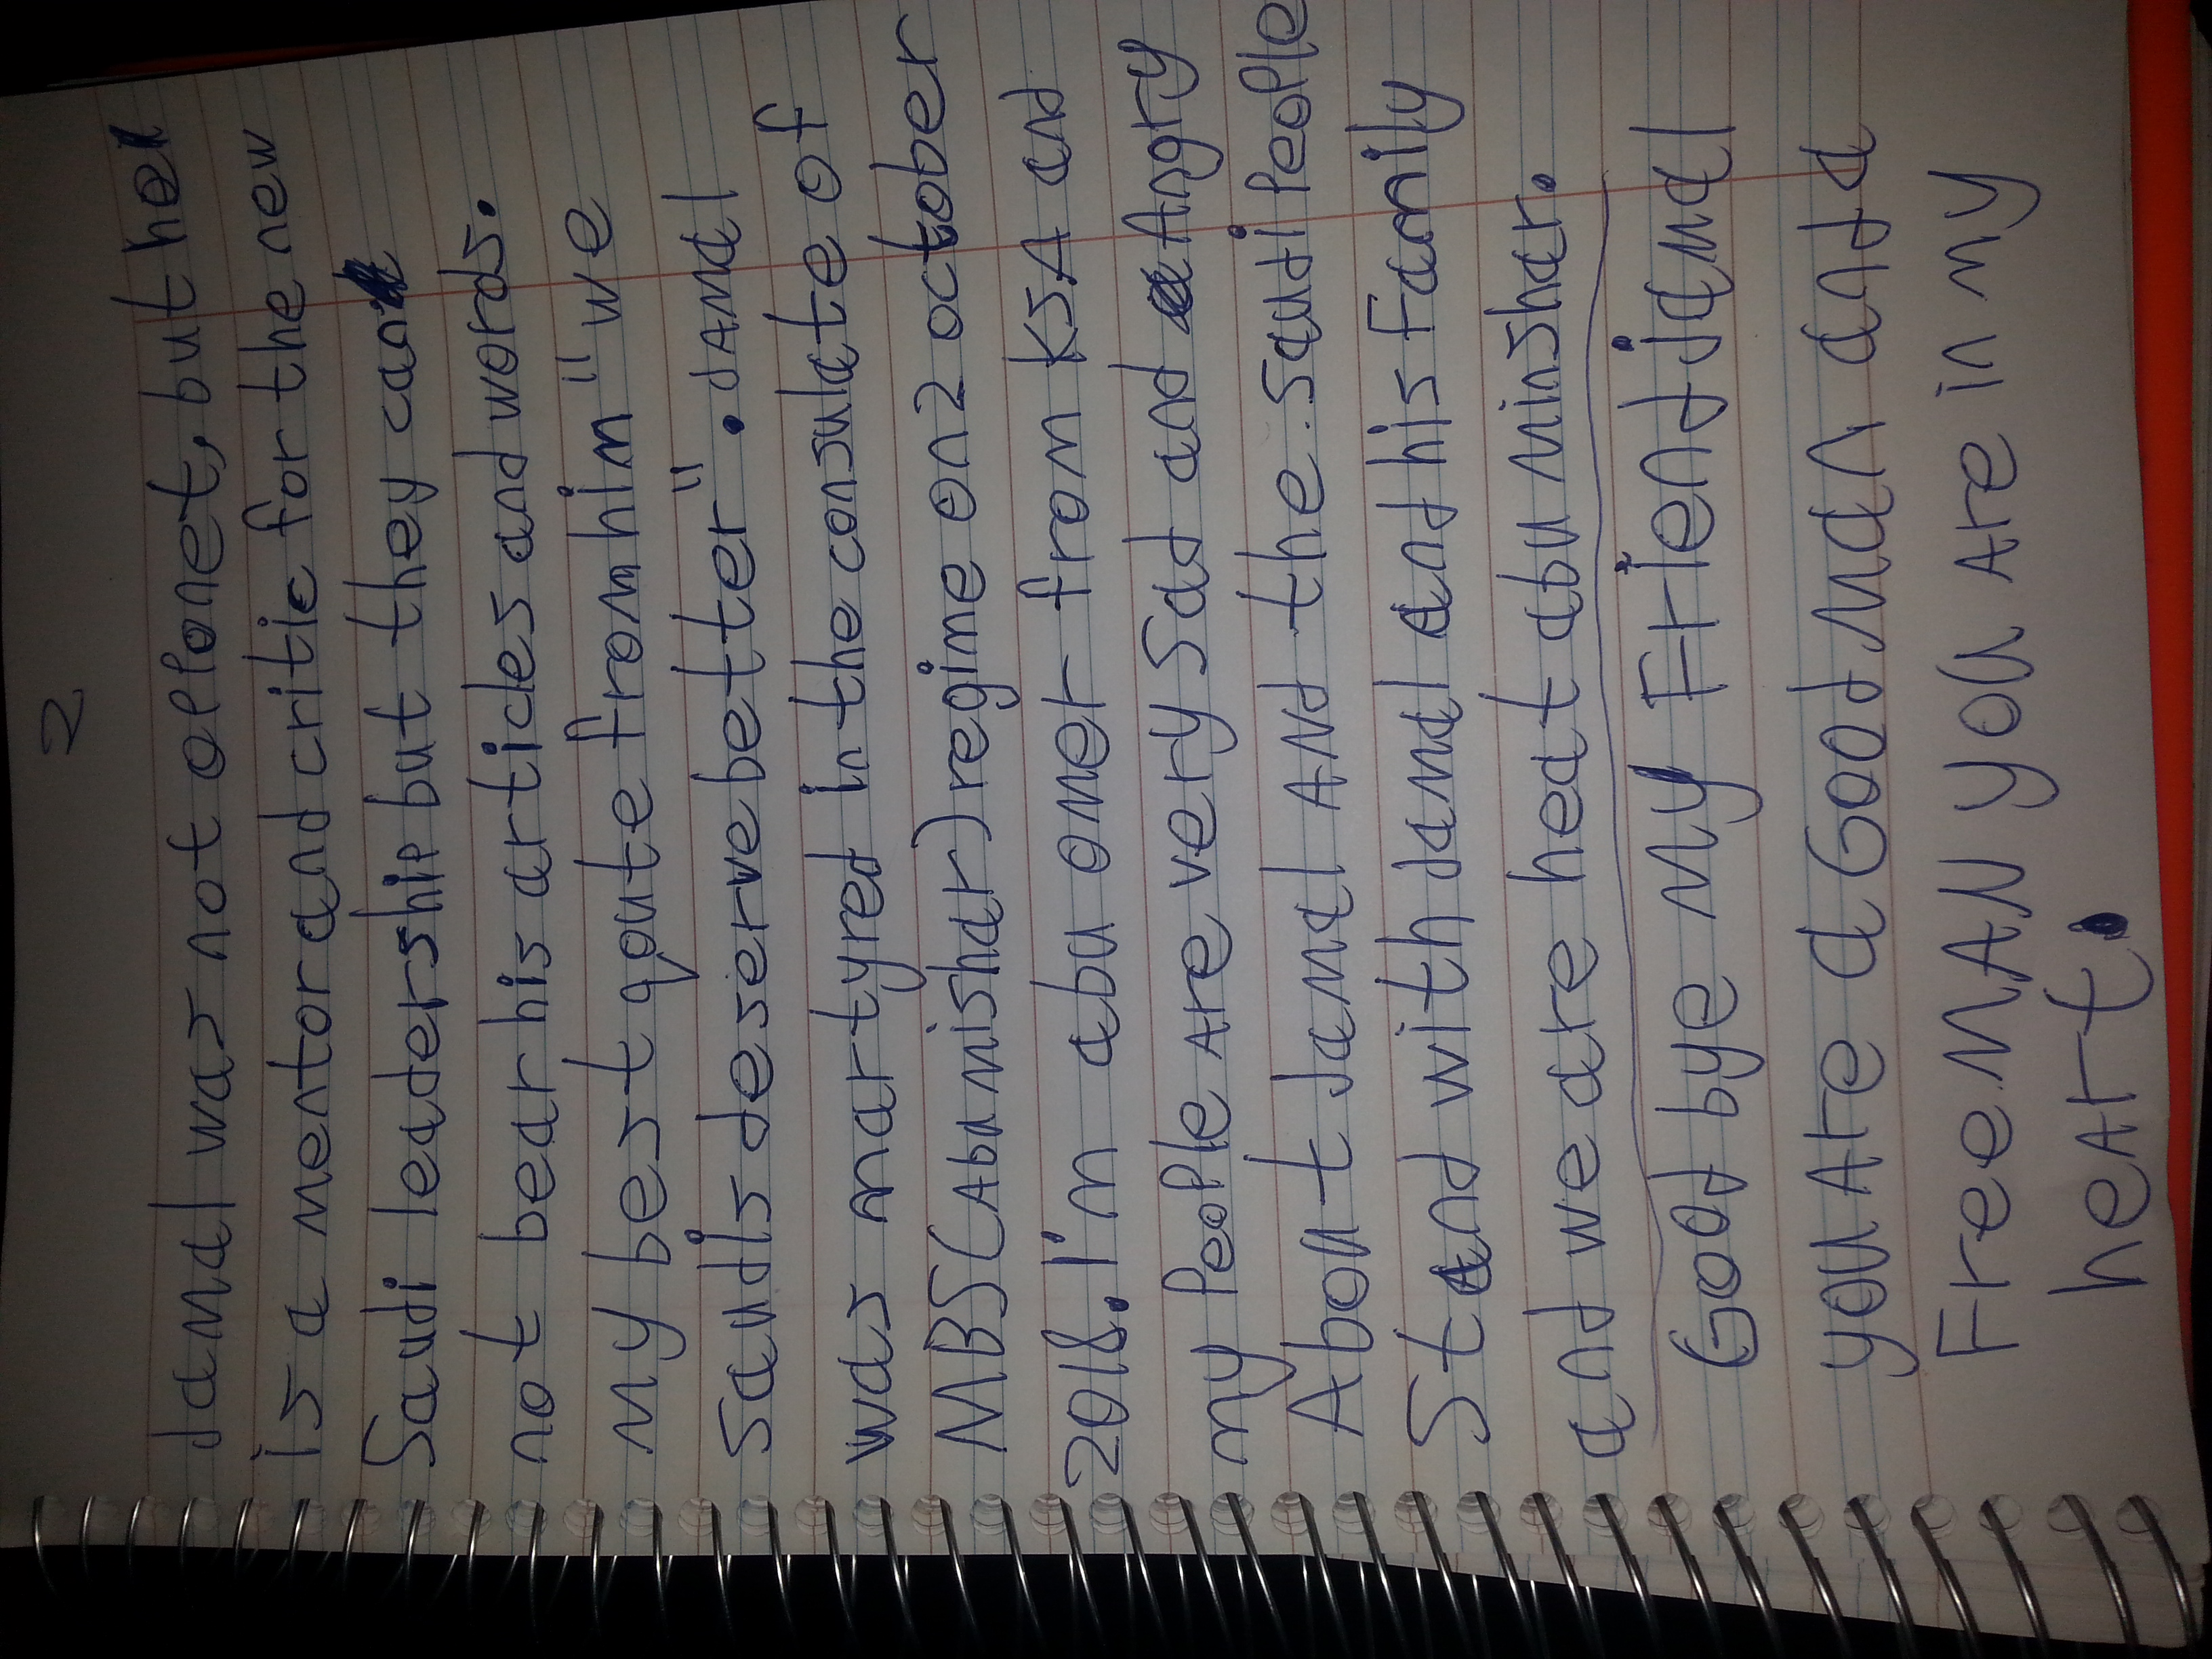 2
Jamal was not opponet, but he
is a mentor and critic for the new
Saudi leadership but they can
not bear his articles and words.
my best qoute from him "we
saudis deserve better". JAMal
was martyred in the consulate of
MBS (Abu mishar) regime on 2 october
2018. I'm abu omer from KSA and
my People Are very sad and Angry
About Jamal ANd the saudi People
Stand with Jamal and his Family
and we are heat abu Minshar.
Good bye My Friend jamal
you Are a Good Man and a
Free MAN you Are in my
heArt.